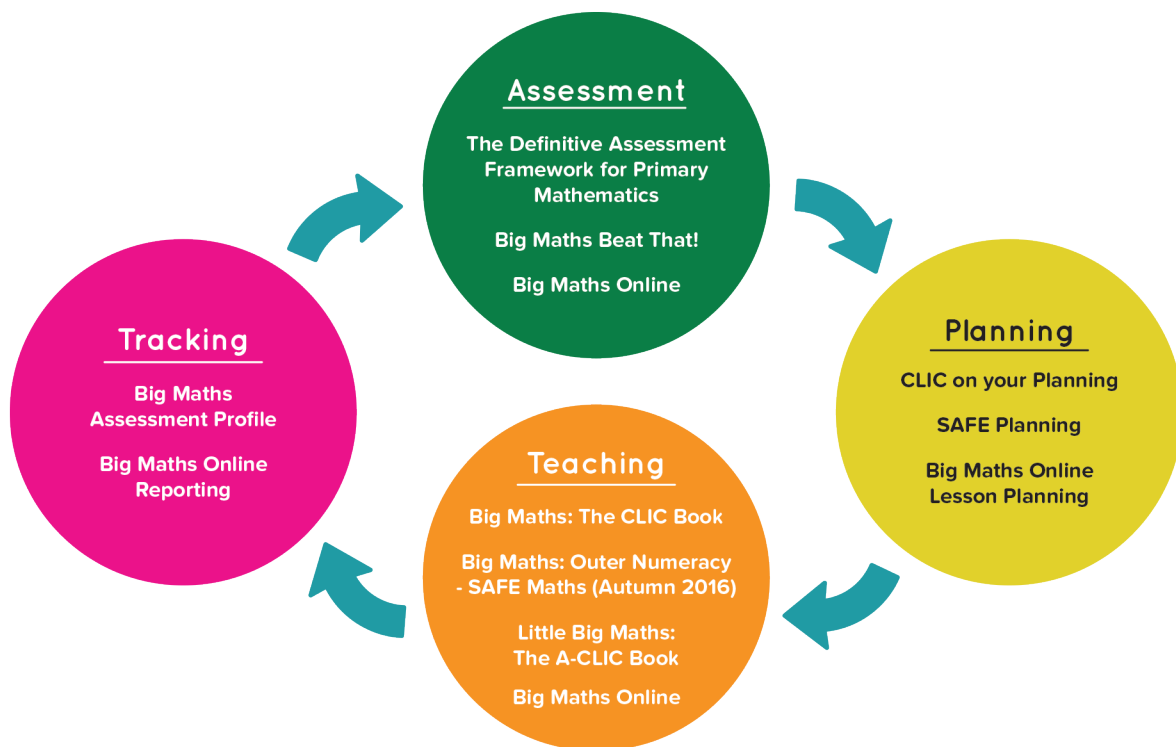 Assessment
The Definitive Assessment
Framework for Primary
Mathematics
Big Maths Beat That!
Big Maths Online
Planning
CLIC on your Planning
SAFE Planning
Big Maths Online
Lesson Planning
Teaching
Big Maths: The CLIC Book
Big Maths: Outer Numeracy
- SAFE Maths (Autumn 2016)
Little Big Maths:
The A-CLIC Book
Big Maths Online
Tracking
Big Maths
Assessment Profile
Big Maths Online
Reporting